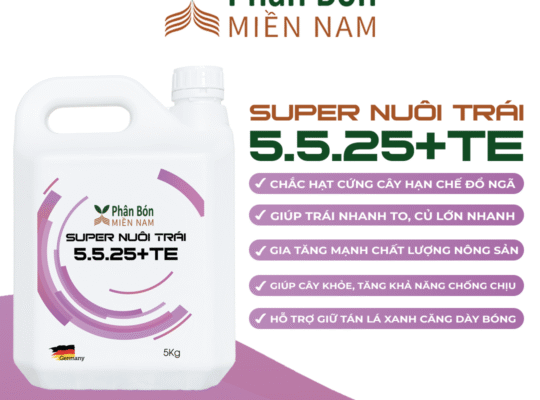 Phân Bón
MIỀN NAM
SUPER NUÔI TRÁI
5.5.25+TE
CHẮC HẠT CỨNG CÂY HẠN CHẾ ĐỔ NGÃ
GIÚP TRÁI NHANH TO, CỦ LỚN NHANH
GIA TĂNG MẠNH CHẤT LƯỢNG NÔNG SẢN
GIÚP CÂY KHỎE, TĂNG KHẢ NĂNG CHỐNG CHỊU
HỖ TRỢ GIỮ TÁN LÁ XANH CĂNG DÀY BÓNG
Phân Bón
MIỀN NAM
SUPER NUÔI TRÁI
5.5.25+TE
Germany
5Kg